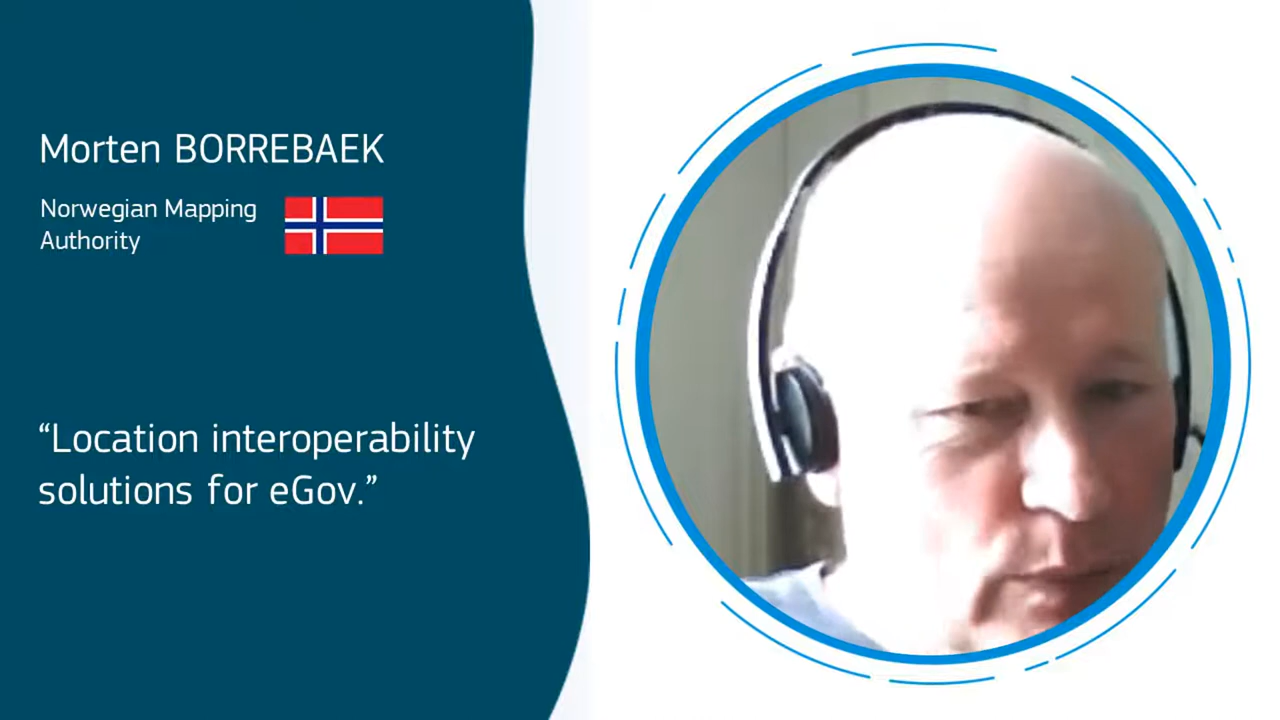 Morten BORREBAEK
Norwegian Mapping
Authority
“Location interoperability
solutions for eGov.”